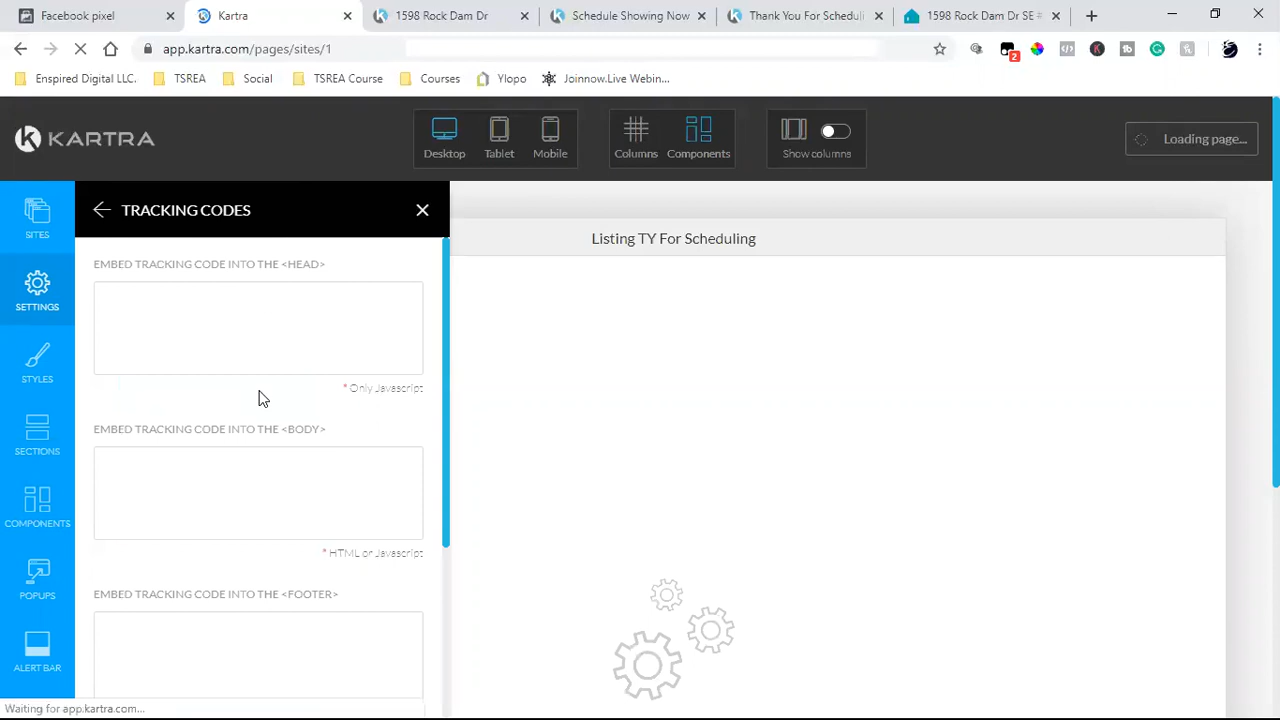 Facebook pixel
Kartra
1598 Rock Dam Dr
Schedule Showing Now
Thank You For Scheduli
1598 Rock Dam Dr SE #
app.kartra.com/pages/sites/1
2
Enspired Digital LLC.
TSREA
Social
TSREA Course
Courses
Ylopo
Joinnow.Live Webin...
KARTRA
Desktop
Tablet
Mobile
Columns
Components
Show columns
Loading page...
SITES
SETTINGS
STYLES
SECTIONS
COMPONENTS
POPUPS
ALERT BAR
TRACKING CODES
EMBED TRACKING CODE INTO THE <HEAD>
* Only Javascript
EMBED TRACKING CODE INTO THE <BODY>
* HTML or Javascript
EMBED TRACKING CODE INTO THE <FOOTER>
Listing TY For Scheduling
Waiting for app.kartra.com...